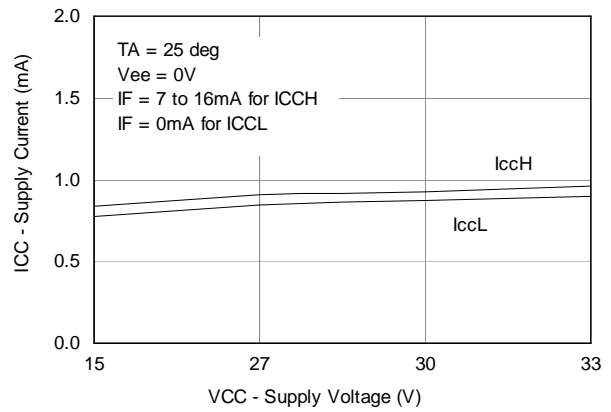 2.0
TA = 25 deg
Vee = 0V
IF = 7 to 16mA for ICCH
IF = 0mA for ICCL
1.5
IccH
1.0
IccL
0.5
0.0
15
27
30
33
ICC - Supply Current (mA)
VCC - Supply Voltage (V)